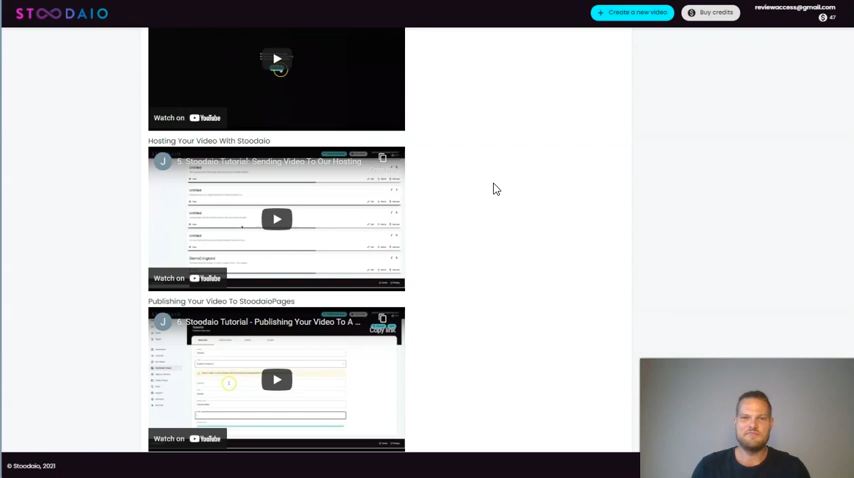 STOODAIO
+ Create a new video
Buy credits
reviewaccess@gmail.com
47
Watch on YouTube
Hosting Your Video With Stoodaio
J
5. Stoodaio Tutorial: Sending Video To Our Hosting
Watch on YouTube
Publishing Your Video To StoodaioPages
J
6. Stoodaio Tutorial - Publishing Your Video To A ...
Copy link
Watch on YouTube
© Stoodaio, 2021